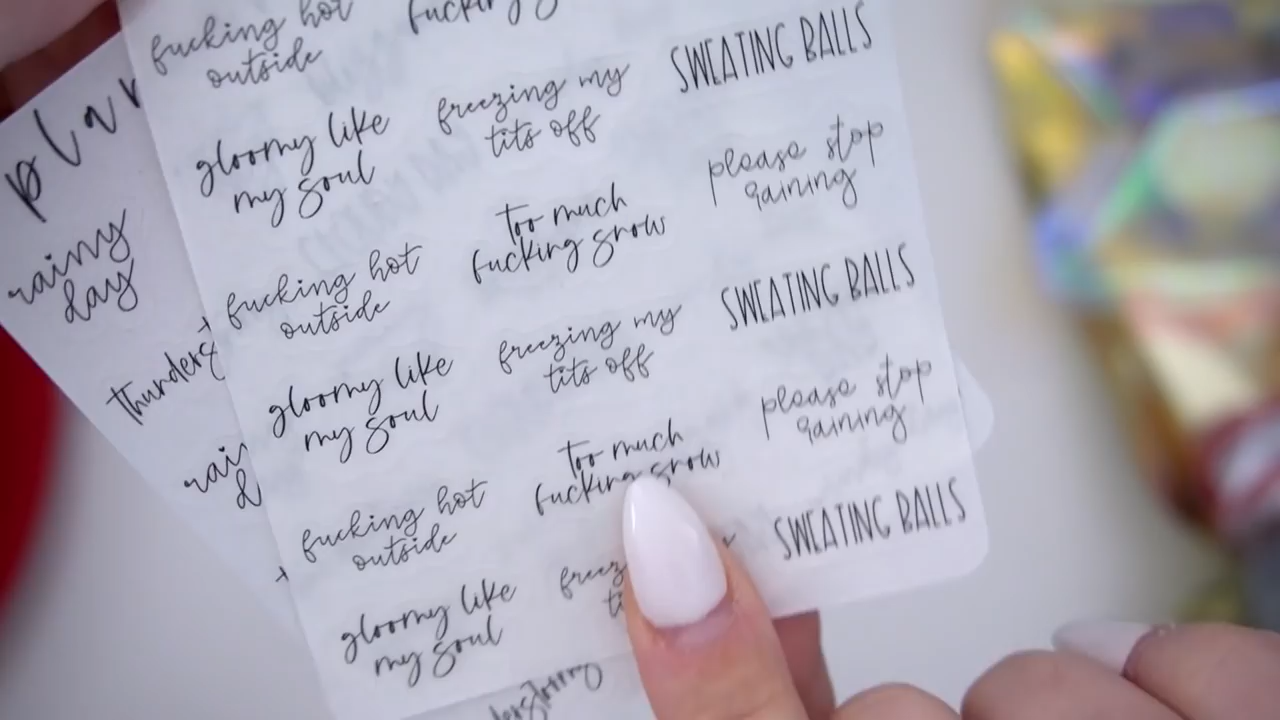 fucking hot
outside
SWEATING BALLS
gloomy like
my soul
freezing my
tits off
please stop
raining
fucking hot
outside
too much
fucking snow
SWEATING BALLS
gloomy like
my soul
freezing my
tits off
please stop
raining
fucking hot
outside
too much
fucking snow
SWEATING BALLS
gloomy like
my soul
rainy
day